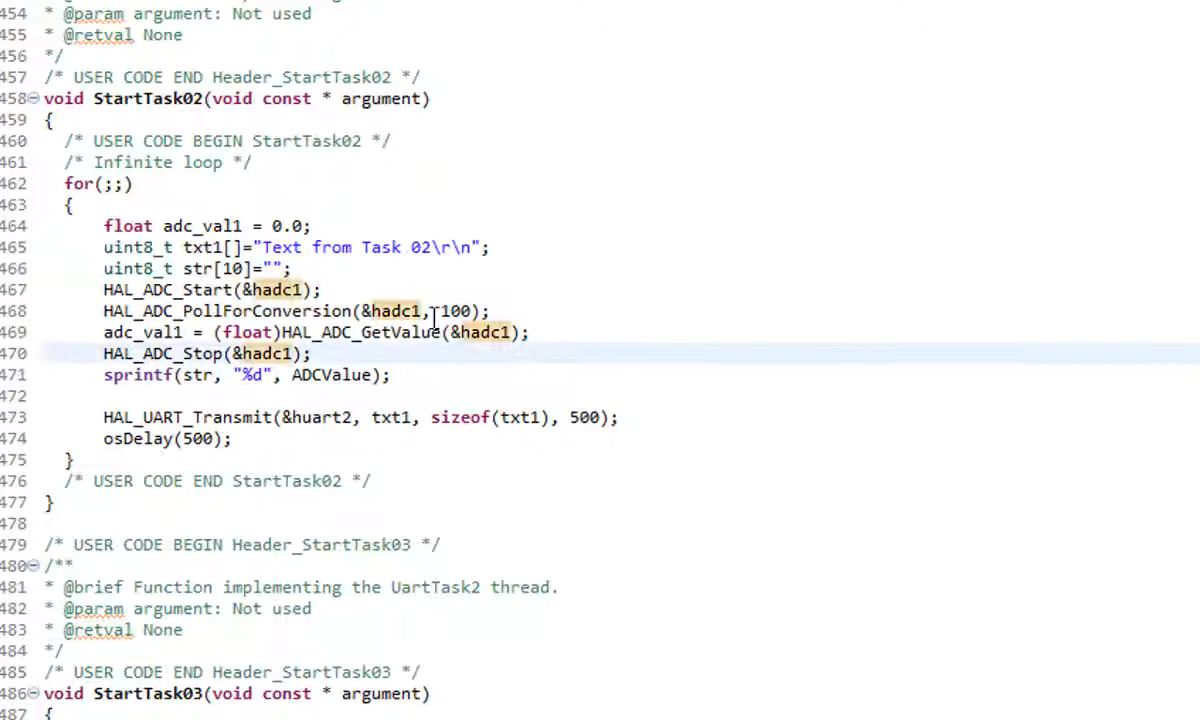 454 * @param argument: Not used
455 * @retval None
456 */
457 /* USER CODE END Header_StartTask02 */
458 void StartTask02(void const * argument)
459 {
460 /* USER CODE BEGIN StartTask02 */
461 /* Infinite loop */
462 for(;;)
463 {
464 float adc_val1 = 0.0;
465 uint8_t txt1[]="Text from Task 02\r\n";
466 uint8_t str[10]="";
467 HAL_ADC_Start(&hadc1);
468 HAL_ADC_PollForConversion(&hadc1, 100);
469 adc_val1 = (float)HAL_ADC_GetValue(&hadc1);
470 HAL_ADC_Stop(&hadc1);
471 sprintf(str, "%d", ADCValue);
472
473 HAL_UART_Transmit(&huart2, txt1, sizeof(txt1), 500);
474 osDelay(500);
475 }
476 /* USER CODE END StartTask02 */
477 }
478
479 /* USER CODE BEGIN Header_StartTask03 */
480 /**
481 * @brief Function implementing the UartTask2 thread.
482 * @param argument: Not used
483 * @retval None
484 */
485 /* USER CODE END Header_StartTask03 */
486 void StartTask03(void const * argument)
487 {